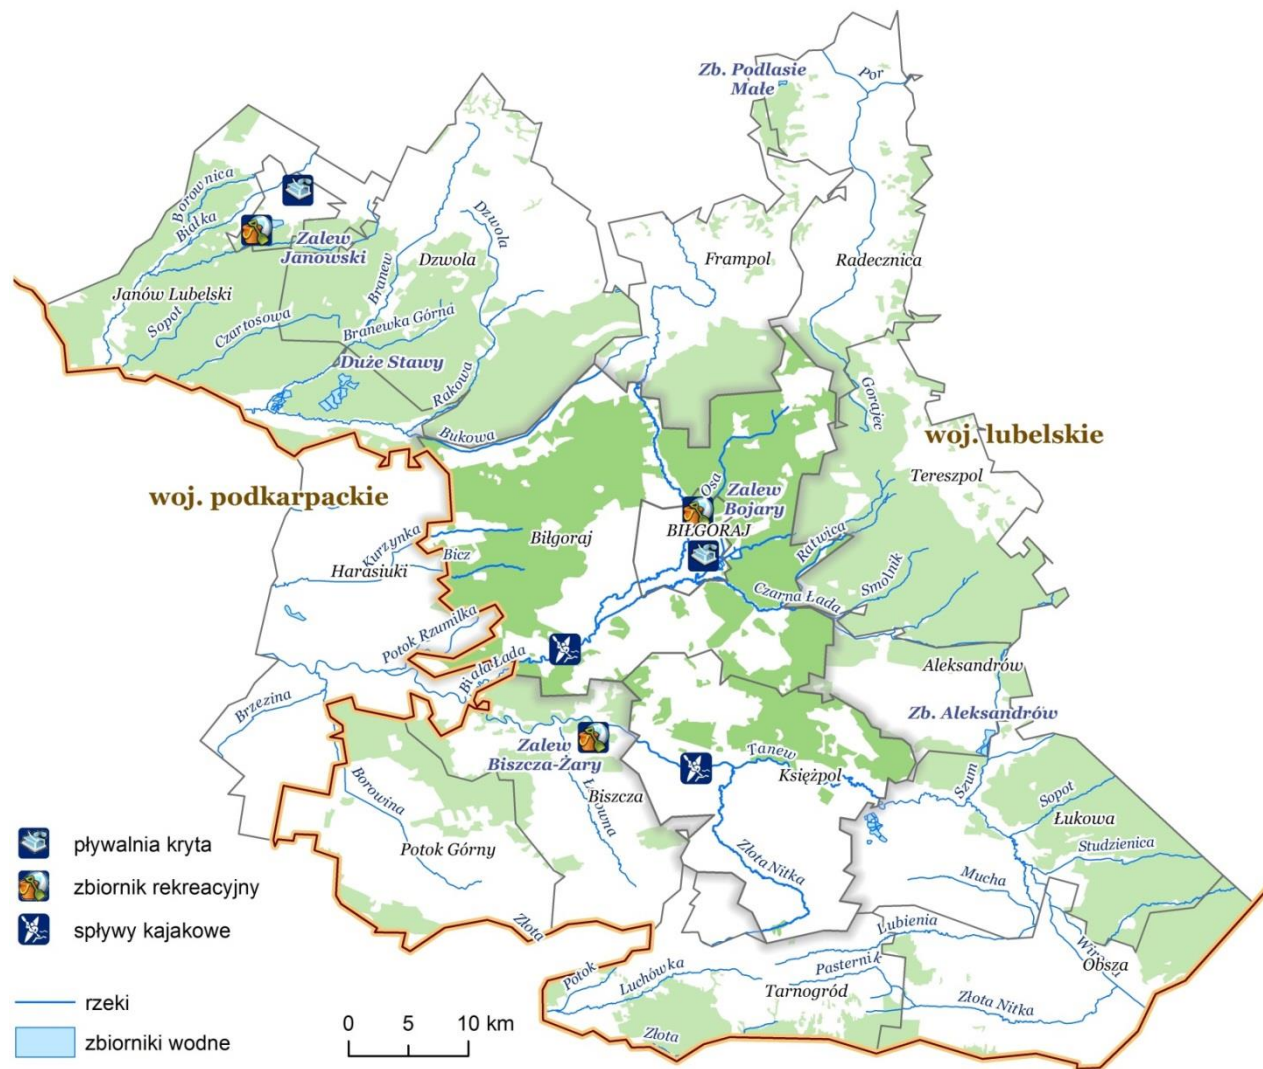 Zb. Podlasie
Małe
Por
Borownica
Białka
Zalew
Janowski
Dzwola
Dzwola
Frampol
Radecznica
Janów Lubelski
Sopot
Czartosowa
Branew
Branewka Górna
Duże Stawy
Rakowa
Bukowa
Gorajec
woj. lubelskie
woj. podkarpackie
Tereszpol
Osa
Zalew
Bojary
BIŁGORAJ
Biłgoraj
Kurzynka
Bicz
Harasiuki
Ratwica
Smolnik
Czarna Łada
Potok Rzumilka
Biała Łada
Aleksandrów
Brzezina
Zb. Aleksandrów
Zalew
Biszcza-Żary
Tanew
Księżpol
Biszcza
Szum
Sopot
Łukowa
Borowina
Potok Górny
Złota Nitka
Studzienica
Mucha
pływalnia kryta
zbiornik rekreacyjny
spływy kajakowe
Złota
Lubienia
Obsza
Potok
Luchówka
Pasternik
Tarnogród
Złota Nitka
Złota
rzeki
zbiorniki wodne
0 5 10 km